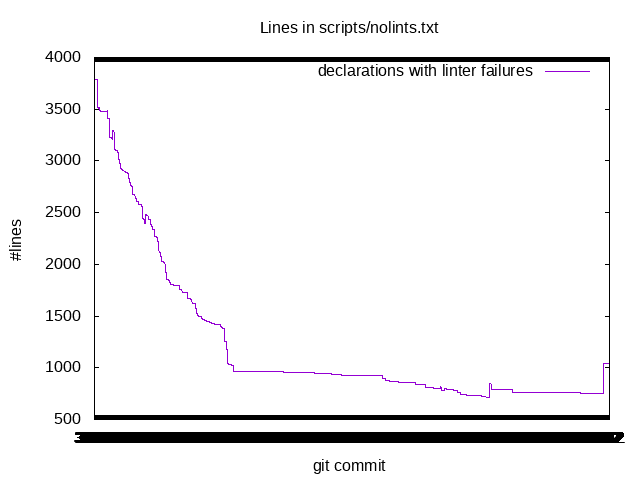 Lines in scripts/nolints.txt
4000
3500
3000
2500
2000
1500
1000
500
#lines
declarations with linter failures
git commit